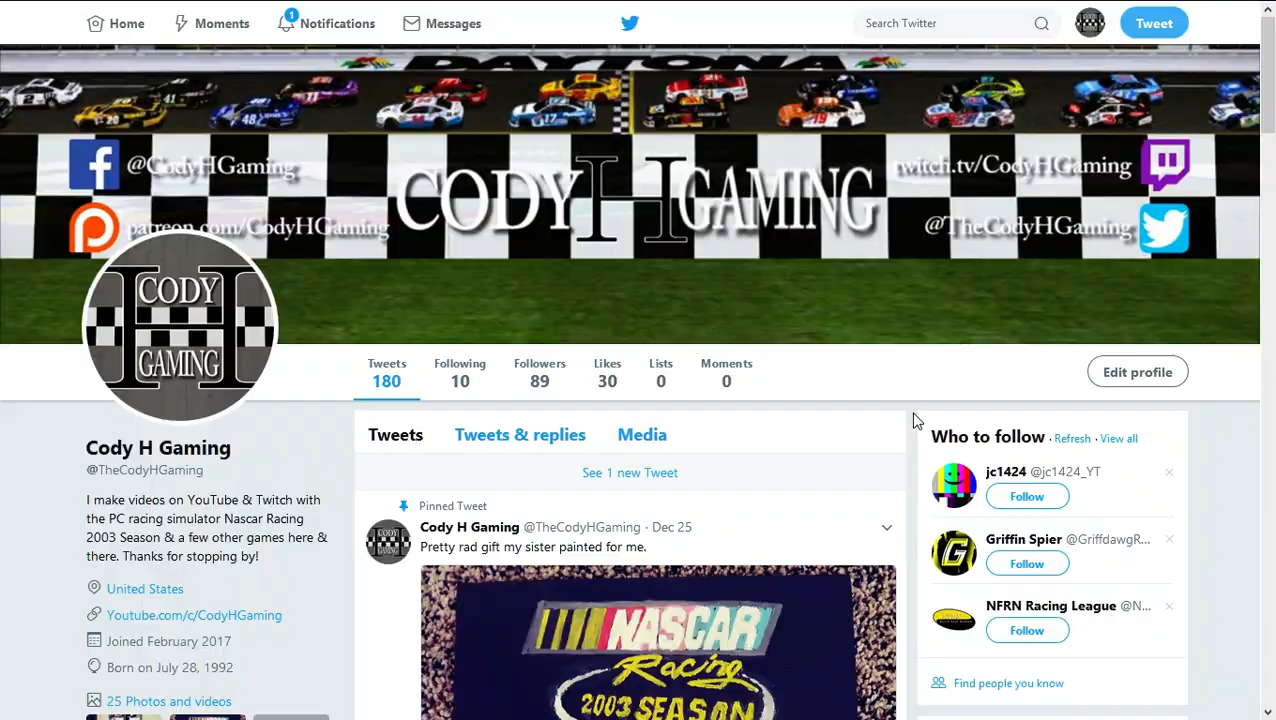 Home
Moments
1
Notifications
Messages
Search Twitter
Tweet
DAYTONA
@CodyHGaming
CODY H GAMING
twitch.tv/CodyHGaming
patreon.com/CodyHGaming
@TheCodyHGaming
CODY
H
GAMING
Tweets
180
Following
10
Followers
89
Likes
30
Lists
0
Moments
0
Edit profile
Cody H Gaming
@TheCodyHGaming
I make videos on YouTube & Twitch with
the PC racing simulator Nascar Racing
2003 Season & a few other games here &
there. Thanks for stopping by!
United States
Youtube.com/c/CodyHGaming
Joined February 2017
Born on July 28, 1992
25 Photos and videos
Tweets
Tweets & replies
Media
See 1 new Tweet
Pinned Tweet
Cody H Gaming @TheCodyHGaming · Dec 25
Pretty rad gift my sister painted for me.
NASCAR
Racing
2003 SEASON
Who to follow · Refresh · View all
jc1424 @jc1424_YT
Follow
Griffin Spier @GriffdawgR...
Follow
NFRN Racing League @N...
Follow
Find people you know